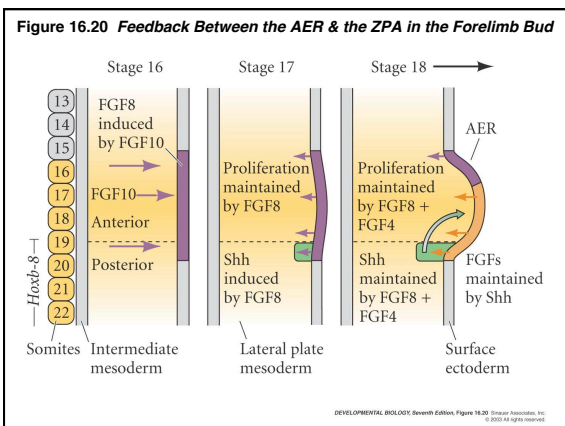 Figure 16.20 Feedback Between the AER & the ZPA in the Forelimb Bud
Stage 16
Stage 17
Stage 18
13
14
15
16
17
18
19
20
21
22
Hoxb-8
Somites
FGF8
induced
by FGF10
FGF10
Anterior
Posterior
Intermediate
mesoderm
Proliferation
maintained
by FGF8
Shh
induced
by FGF8
Lateral plate
mesoderm
Proliferation
maintained
by FGF8 +
FGF4
Shh
maintained
by FGF8 +
FGF4
AER
FGFs
maintained
by Shh
Surface
ectoderm
DEVELOPMENTAL BIOLOGY, Seventh Edition, Figure 16.20 Sinauer Associates, Inc.
© 2003 All rights reserved.